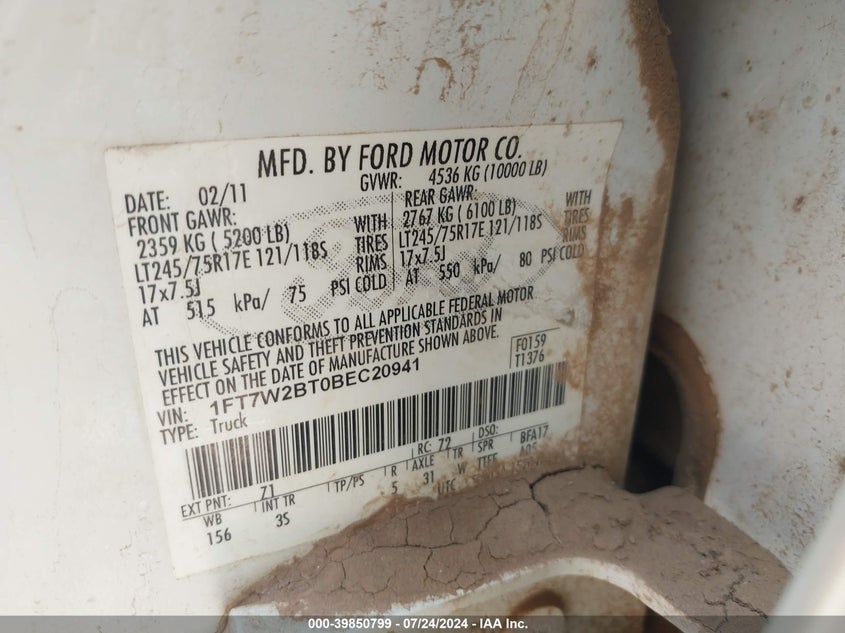 MFD. BY FORD MOTOR CO.
DATE: 02/11 GVWR: 4536 KG (10000 LB)
FRONT GAWR: REAR GAWR:
2359 KG ( 5200 LB) WITH 2767 KG ( 6100 LB) WITH
LT245/75R17E 121/118S TIRES LT245/75R17E 121/118S TIRES
17x7.5J RIMS 17x7.5J RIMS
AT 515 kPa/ 75 PSI COLD AT 550 kPa/ 80 PSI COLD
THIS VEHICLE CONFORMS TO ALL APPLICABLE FEDERAL MOTOR
VEHICLE SAFETY AND THEFT PREVENTION STANDARDS IN
EFFECT ON THE DATE OF MANUFACTURE SHOWN ABOVE.
VIN: 1FT7W2BT0BEC20941 F0159
TYPE: Truck T1376
EXT PNT: 71 RC: 72 DSO:
WB INT TR TP/PS R AXLE TR SPR BFA17
156 3S 5 31 W
UTC
000-39850799 - 07/24/2024 - IAA Inc.